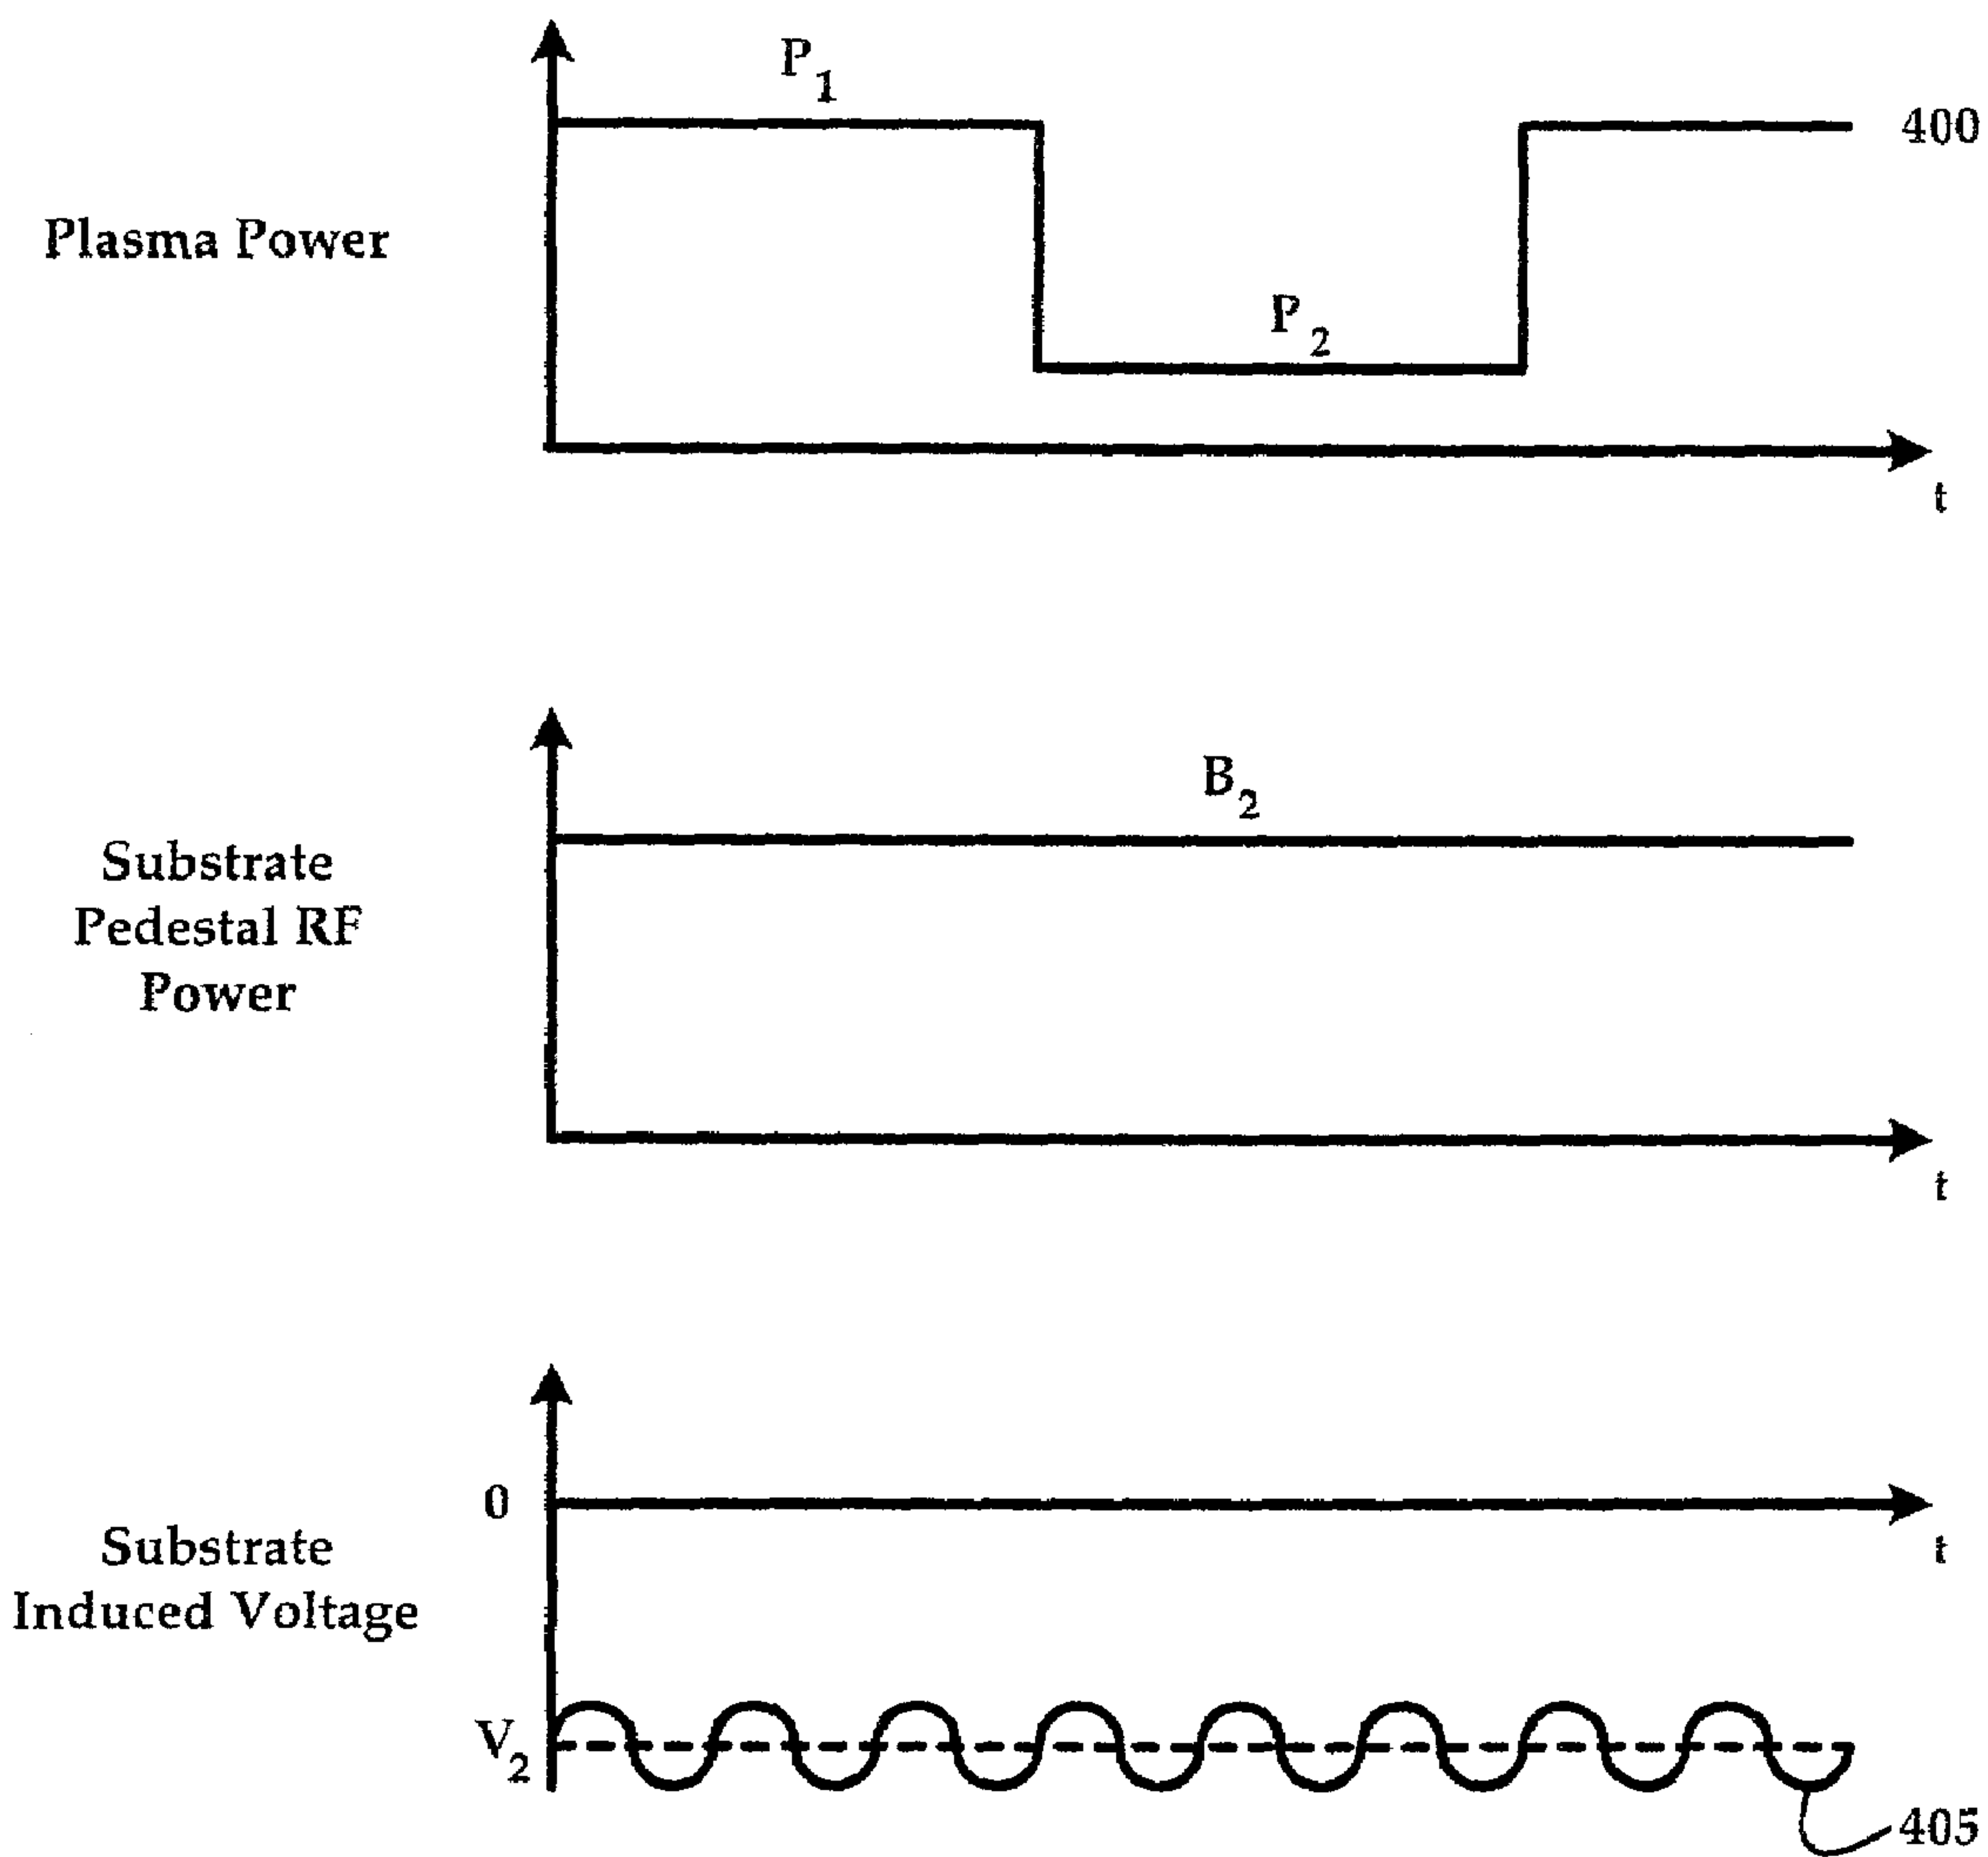 P1
400
Plasma Power
P2
t
B2
Substrate
Pedestal RF
Power
t
0
t
Substrate
Induced Voltage
V2
405